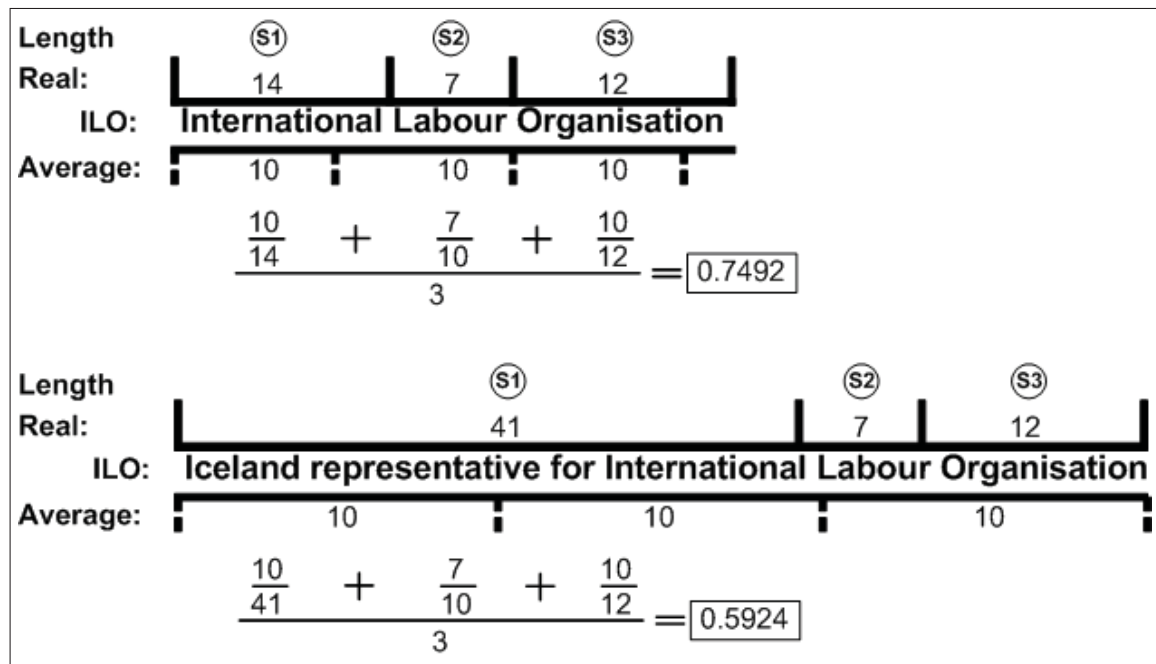 Length S1 S2 S3
Real: 14 7 12
ILO: International Labour Organisation
Average: 10 10 10
10/14 + 7/10 + 10/12
3
= 0.7492
Length S1 S2 S3
Real: 41 7 12
ILO: Iceland representative for International Labour Organisation
Average: 10 10 10
10/41 + 7/10 + 10/12
3
= 0.5924